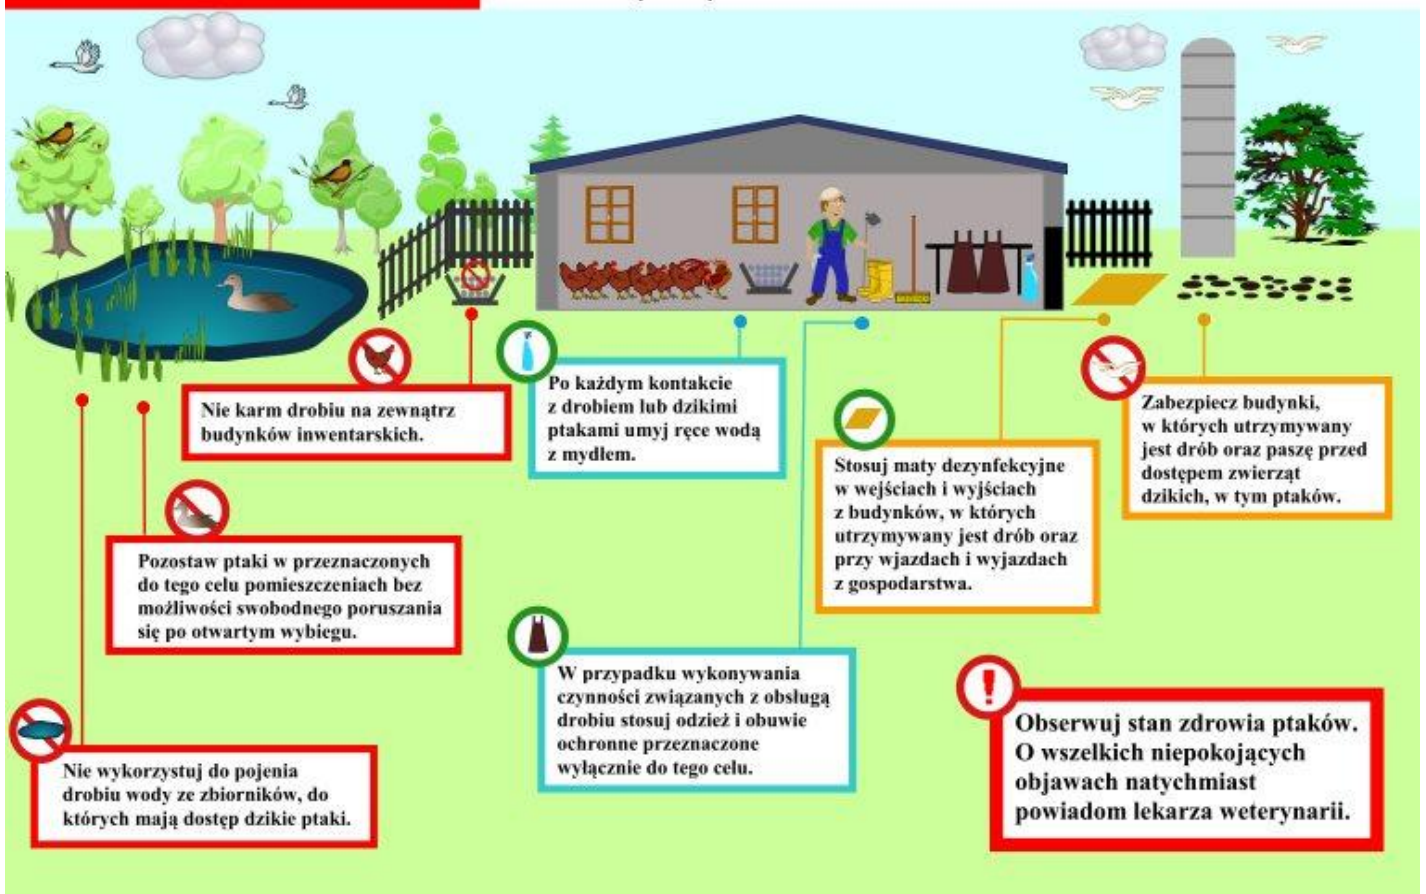 Nie karm drobiu na zewnątrz
budynków inwentarskich.
Po każdym kontakcie
z drobiem lub dzikimi
ptakami umyj ręce wodą
z mydłem.
Zabezpiecz budynki,
w których utrzymywany
jest drób oraz paszę przed
dostępem zwierząt
dzikich, w tym ptaków.
Stosuj maty dezynfekcyjne
w wejściach i wyjściach
z budynków, w których
utrzymywany jest drób oraz
przy wjazdach i wyjazdach
z gospodarstwa.
Pozostaw ptaki w przeznaczonych
do tego celu pomieszczeniach bez
możliwości swobodnego poruszania
się po otwartym wybiegu.
W przypadku wykonywania
czynności związanych z obsługą
drobiu stosuj odzież i obuwie
ochronne przeznaczone
wyłącznie do tego celu.
Obserwuj stan zdrowia ptaków.
O wszelkich niepokojących
objawach natychmiast
powiadom lekarza weterynarii.
Nie wykorzystuj do pojenia
drobiu wody ze zbiorników, do
których mają dostęp dzikie ptaki.